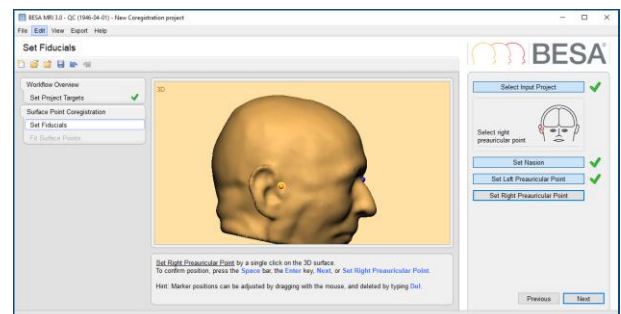 BESA MRI 3.0 - QC (1946-04-01) - New Coregistration project
File Edit View Export Help
Set Fiducials
BESA
Workflow Overview
Set Project Targets
Surface Point Coregistration
Set Fiducials
Fit Surface Points
3D
Set Right Preauricular Point by a single click on the 3D surface.
To confirm position, press the Space bar, the Enter key, Next, or Set Right Preauricular Point.
Hint: Marker positions can be adjusted by dragging with the mouse, and deleted by typing Del.
Select Input Project
Select right
preauricular point
Set Nasion
Set Left Preauricular Point
Set Right Preauricular Point
Previous Next